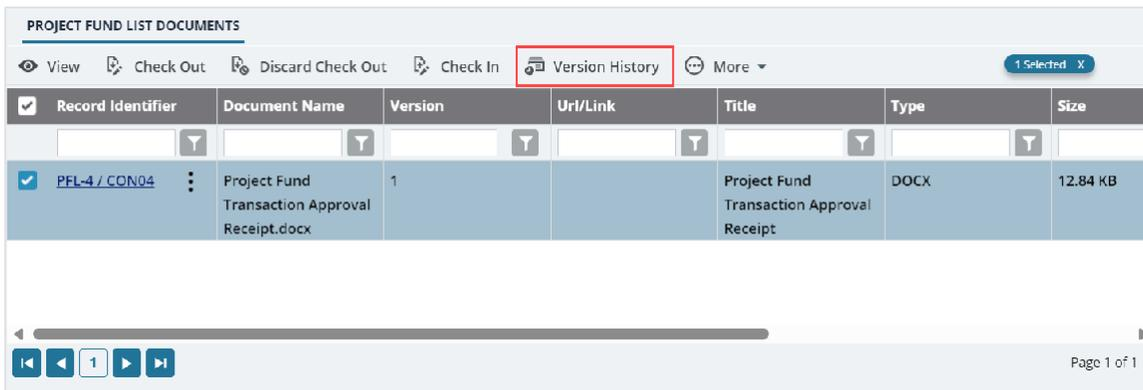 PROJECT FUND LIST DOCUMENTS
View Check Out Discard Check Out Check In Version History More 1 Selected X
Record Identifier Document Name Version Url/Link Title Type Size
PFL-4 / CON04 Project Fund 1 Project Fund DOCX 12.84 KB
Transaction Approval Transaction Approval
Receipt.docx Receipt
1 Page 1 of 1